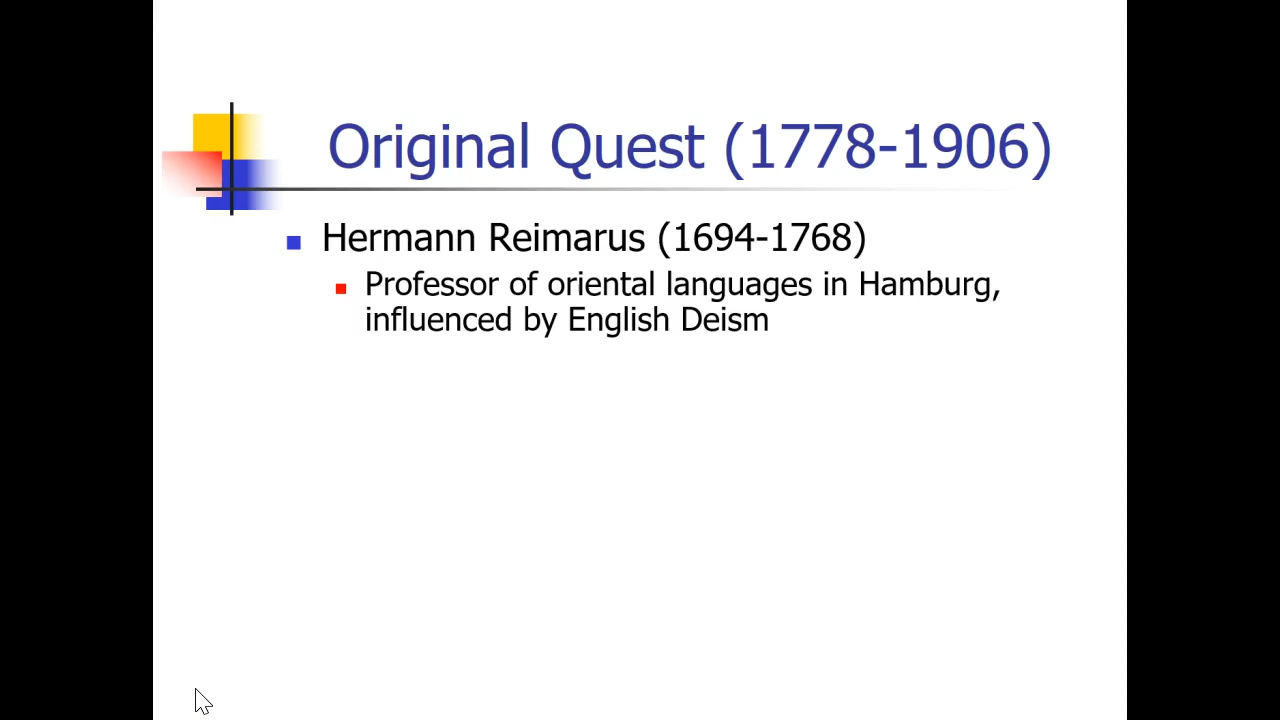 Original Quest (1778-1906)
Hermann Reimarus (1694-1768)
Professor of oriental languages in Hamburg,
influenced by English Deism